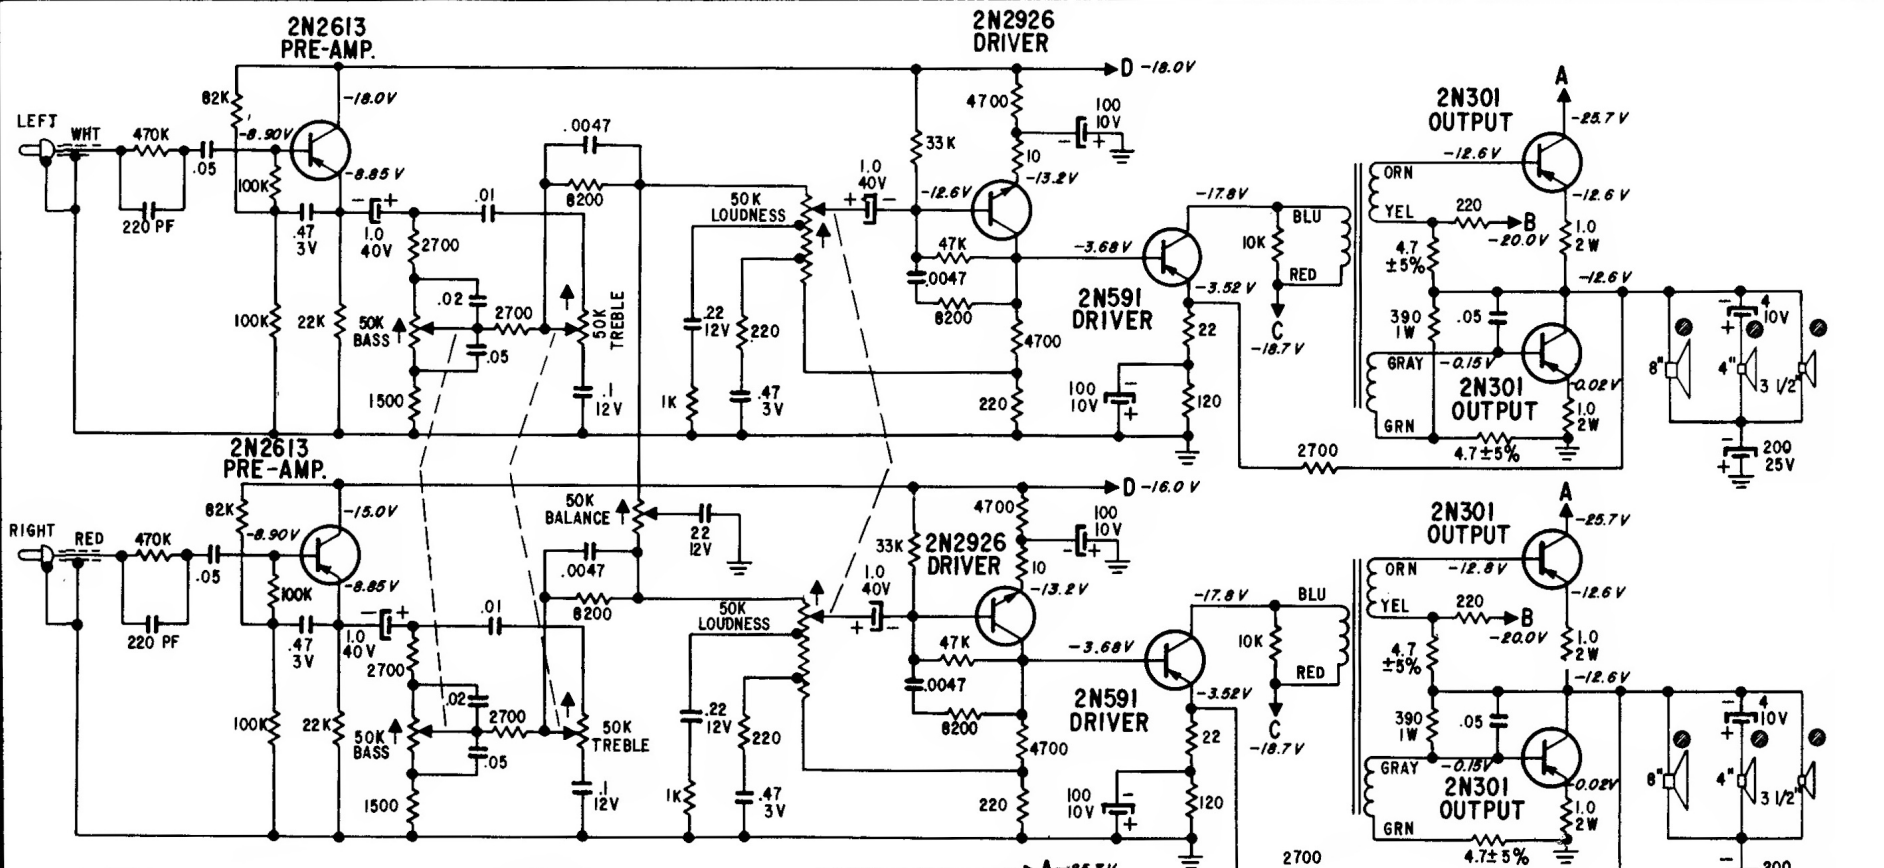 2N2613
PRE-AMP.
2N2926
DRIVER
D -18.0V
82K
-18.0V
LEFT
WHT
470K
-8.90V
.05
220 PF
100K
-8.85V
.47
3V
1.0
40V
.01
.0047
8200
2700
.02
2700
50K
BASS
.05
50K
TREBLE
100K
22K
1500
.1
12V
50K
LOUDNESS
1.0
40V
-12.6V
33K
4700
100
10V
10
-13.2V
47K
.0047
8200
-3.68V
.22
12V
220
1K
.47
3V
4700
220
2N591
DRIVER
-17.8V
-3.52V
10K
BLU
RED
C
-18.7V
22
100
10V
120
2700
2N301
OUTPUT
A
-25.7V
-12.6V
ORN
YEL
220
B
-20.0V
-12.6V
1.0
2W
4.7
±5%
-12.6V
390
1W
.05
GRAY
-0.15V
2N301
OUTPUT
-0.02V
1.0
2W
GRN
4.7±5%
4
10V
8"
4"
3 1/2"
200
25V
2N2613
PRE-AMP.
D -16.0V
82K
-15.0V
RIGHT
RED
470K
-8.90V
.05
220 PF
100K
-8.85V
.47
3V
1.0
40V
.01
50K
BALANCE
22
12V
.0047
8200
2700
.02
2700
50K
BASS
.05
50K
TREBLE
100K
22K
1500
.1
12V
50K
LOUDNESS
1.0
40V
33K
2N2926
DRIVER
4700
100
10V
10
-13.2V
47K
.0047
8200
-3.68V
.22
12V
220
1K
.47
3V
4700
220
2N591
DRIVER
-17.8V
-3.52V
10K
BLU
RED
C
-18.7V
22
100
10V
120
2700
2N301
OUTPUT
A
-25.7V
-12.8V
ORN
YEL
220
B
-20.0V
-12.6V
1.0
2W
4.7
±5%
-12.6V
390
1W
.05
GRAY
-0.15V
2N301
OUTPUT
-0.02V
1.0
2W
GRN
4.7±5%
4
10V
8"
4"
3 1/2"